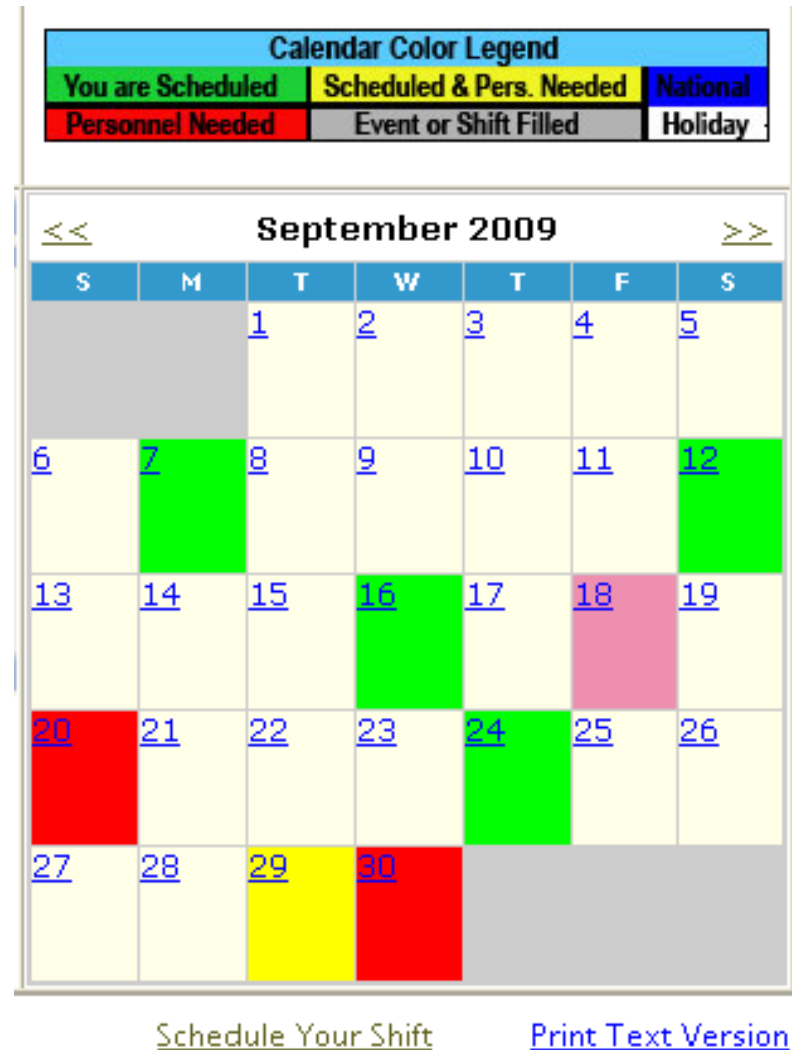 Calendar Color Legend
You are Scheduled Scheduled & Pers. Needed National
Personnel Needed Event or Shift Filled Holiday
<< September 2009 >>
S M T W T F S
1 2 3 4 5
6 7 8 9 10 11 12
13 14 15 16 17 18 19
20 21 22 23 24 25 26
27 28 29 30
Schedule Your Shift Print Text Version